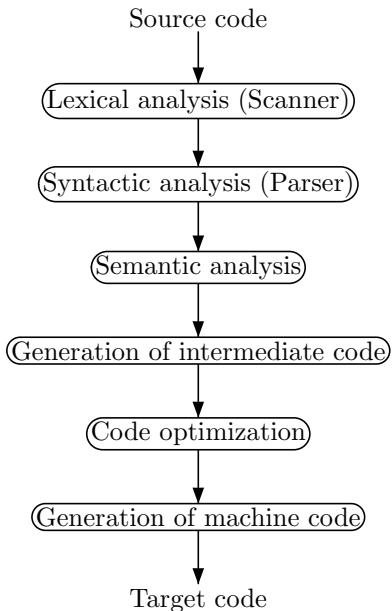 Source code
Lexical analysis (Scanner)
Syntactic analysis (Parser)
Semantic analysis
Generation of intermediate code
Code optimization
Generation of machine code
Target code